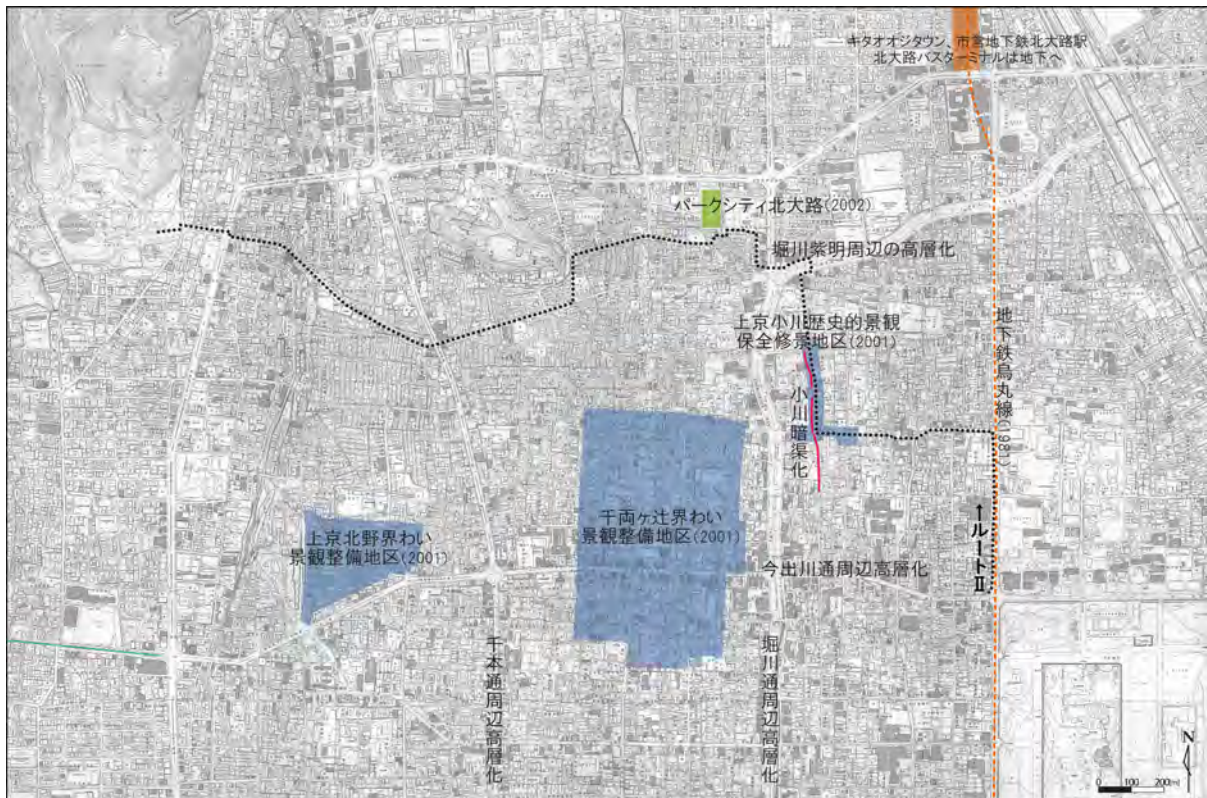 キタオオジタウン、市営地下鉄北大路駅
北大路バスターミナルは地下へ
パークシティ北大路(2002)
堀川紫明周辺の高層化
上京小川歴史的景観
保全修景地区(2001)
地下鉄烏丸線(1981)
小川暗渠化
千両ヶ辻界わい
景観整備地区(2001)
上京北野界わい
景観整備地区(2001)
今出川通周辺高層化
↑ルートⅡ
千本通周辺高層化
堀川通周辺高層化
N
0 100 200(m)